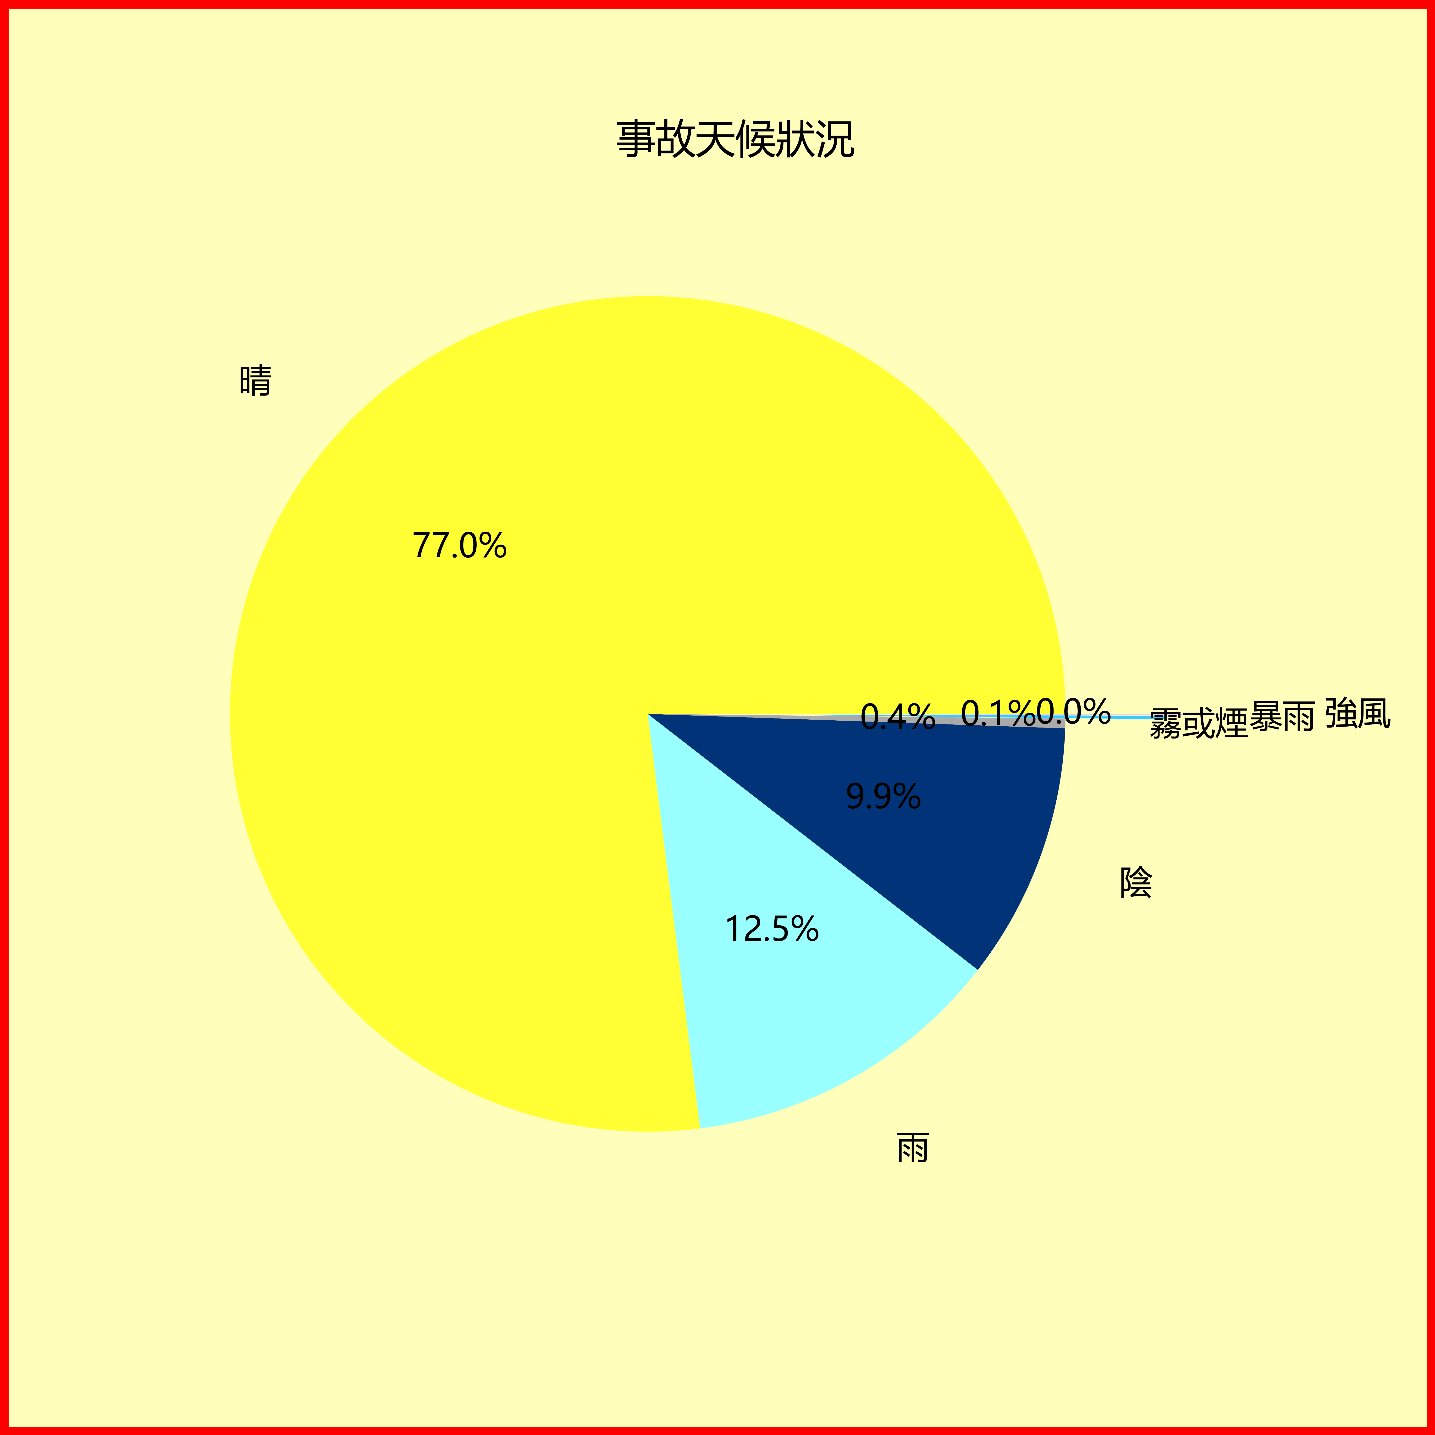 事故天候狀況
晴
77.0%
0.4% 0.1% 0.0% 霧或煙 暴雨 強風
9.9%
陰
12.5%
雨